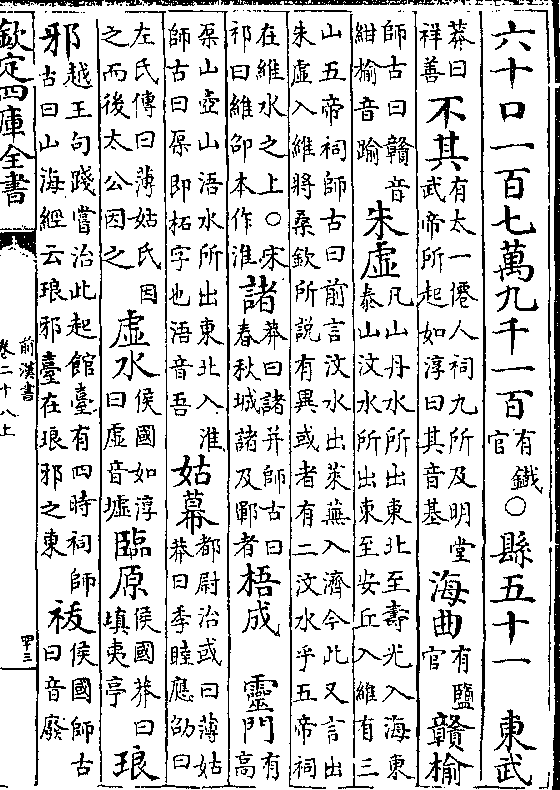 六十口一百七萬九千一百有鐵官○縣五十一 東武
莽曰祥善不其有太一僊人祠九所及明堂武帝所起如淳曰其音基海曲有鹽官贛榆
師古曰贛音紺榆音踰朱虛凡山丹水所出東北至壽光入海東泰山汶水所出東至安丘入維有三
山五帝祠師古曰前言汶水出萊蕪入濟今此又言出朱虛入維將桑欽所説有異或者有二汶水乎五帝祠
在維水之上○宋祁曰維邵本作淮諸莽曰諸并師古曰春秋城諸及鄆者梧成 靈門有高
山壺山浯水所出東北入淮師古曰即柘字也浯音吾姑幕都尉治或曰薄姑莽曰季睦應劭曰
左氏傳曰薄姑氏因之而後太公因之虛水侯國如淳曰虛音墟臨原侯國莽曰填夷亭琅
邪越王句踐嘗治此起館臺有四時祠師古曰山海經云琅邪臺在琅邪之東祓侯國師古曰音廢
欽定四庫全書
前漢書
卷二十八上